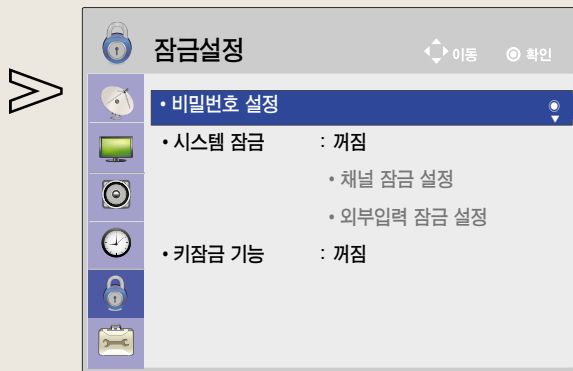 잠금설정 이동 확인
• 비밀번호 설정
• 시스템 잠금 : 꺼짐
• 채널 잠금 설정
• 외부입력 잠금 설정
• 키잠금 기능 : 꺼짐